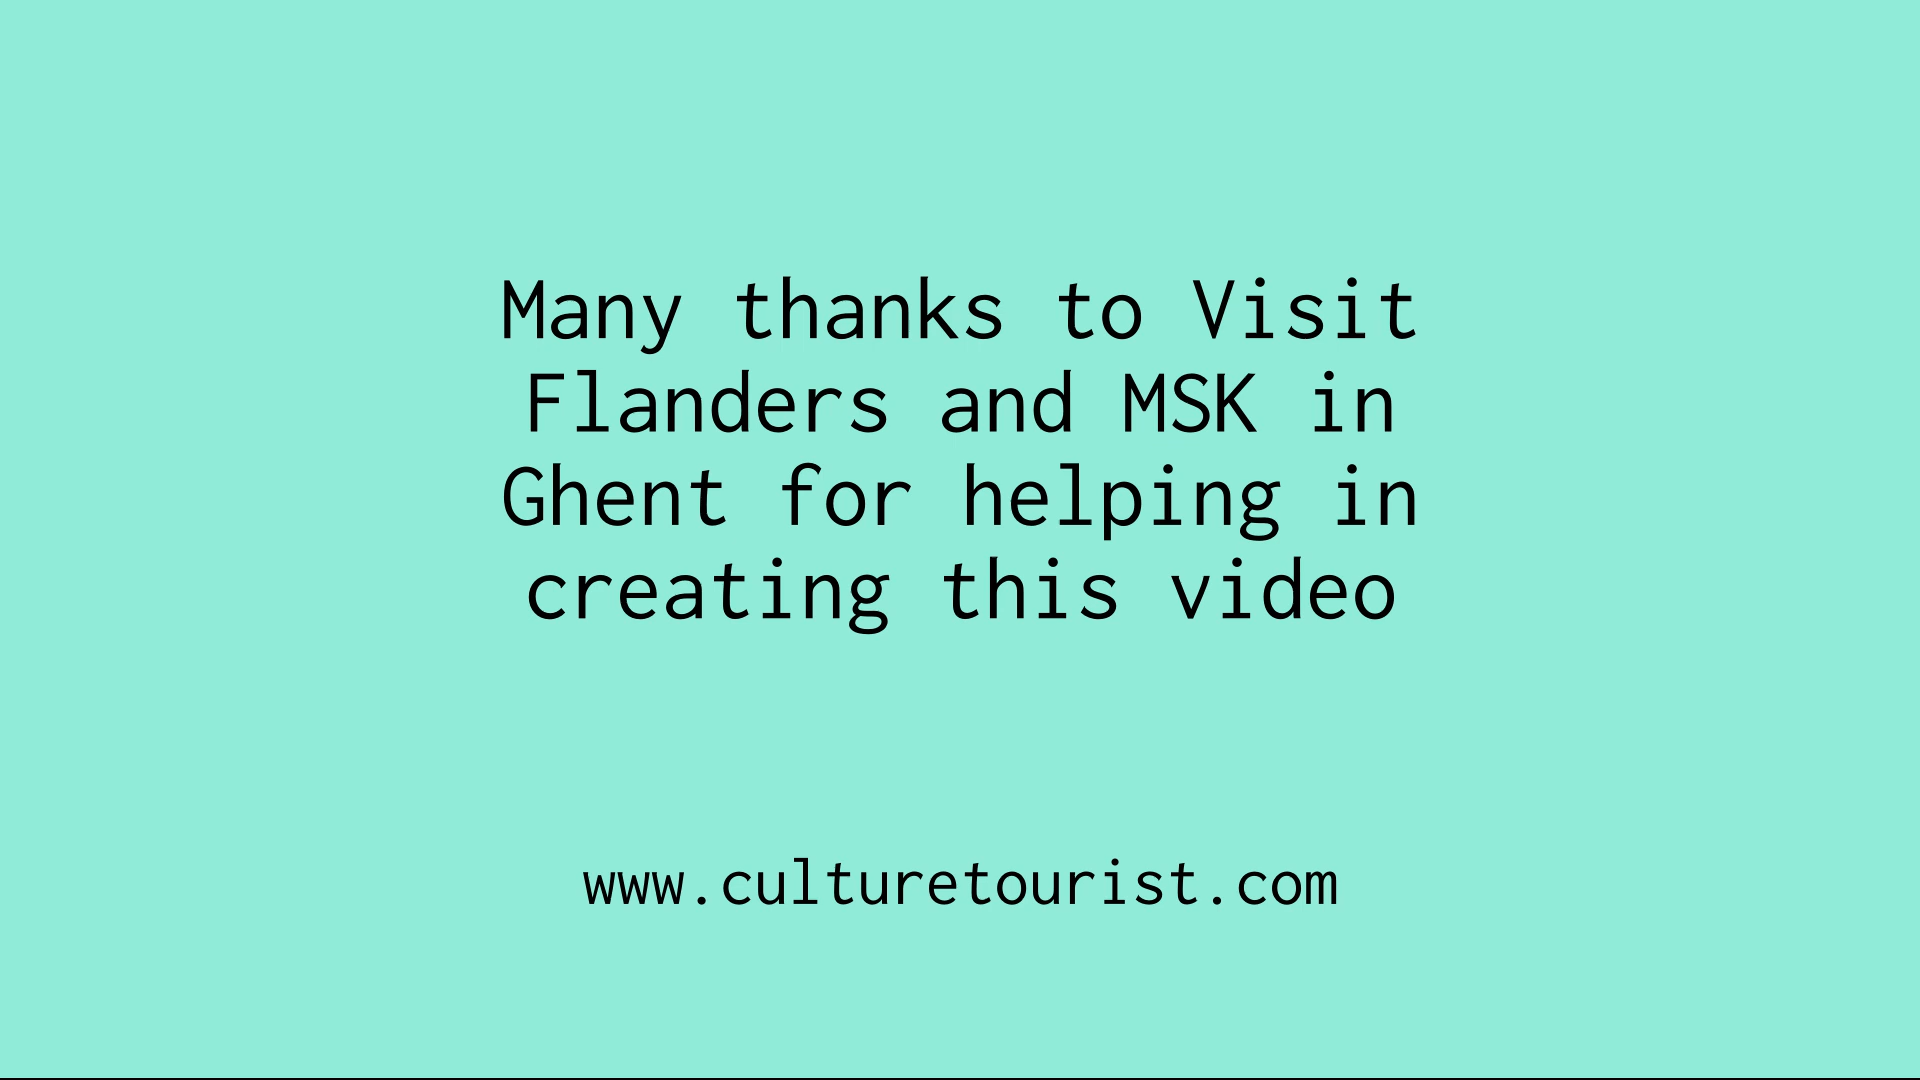 Many thanks to Visit
Flanders and MSK in
Ghent for helping in
creating this video
www.culturetourist.com